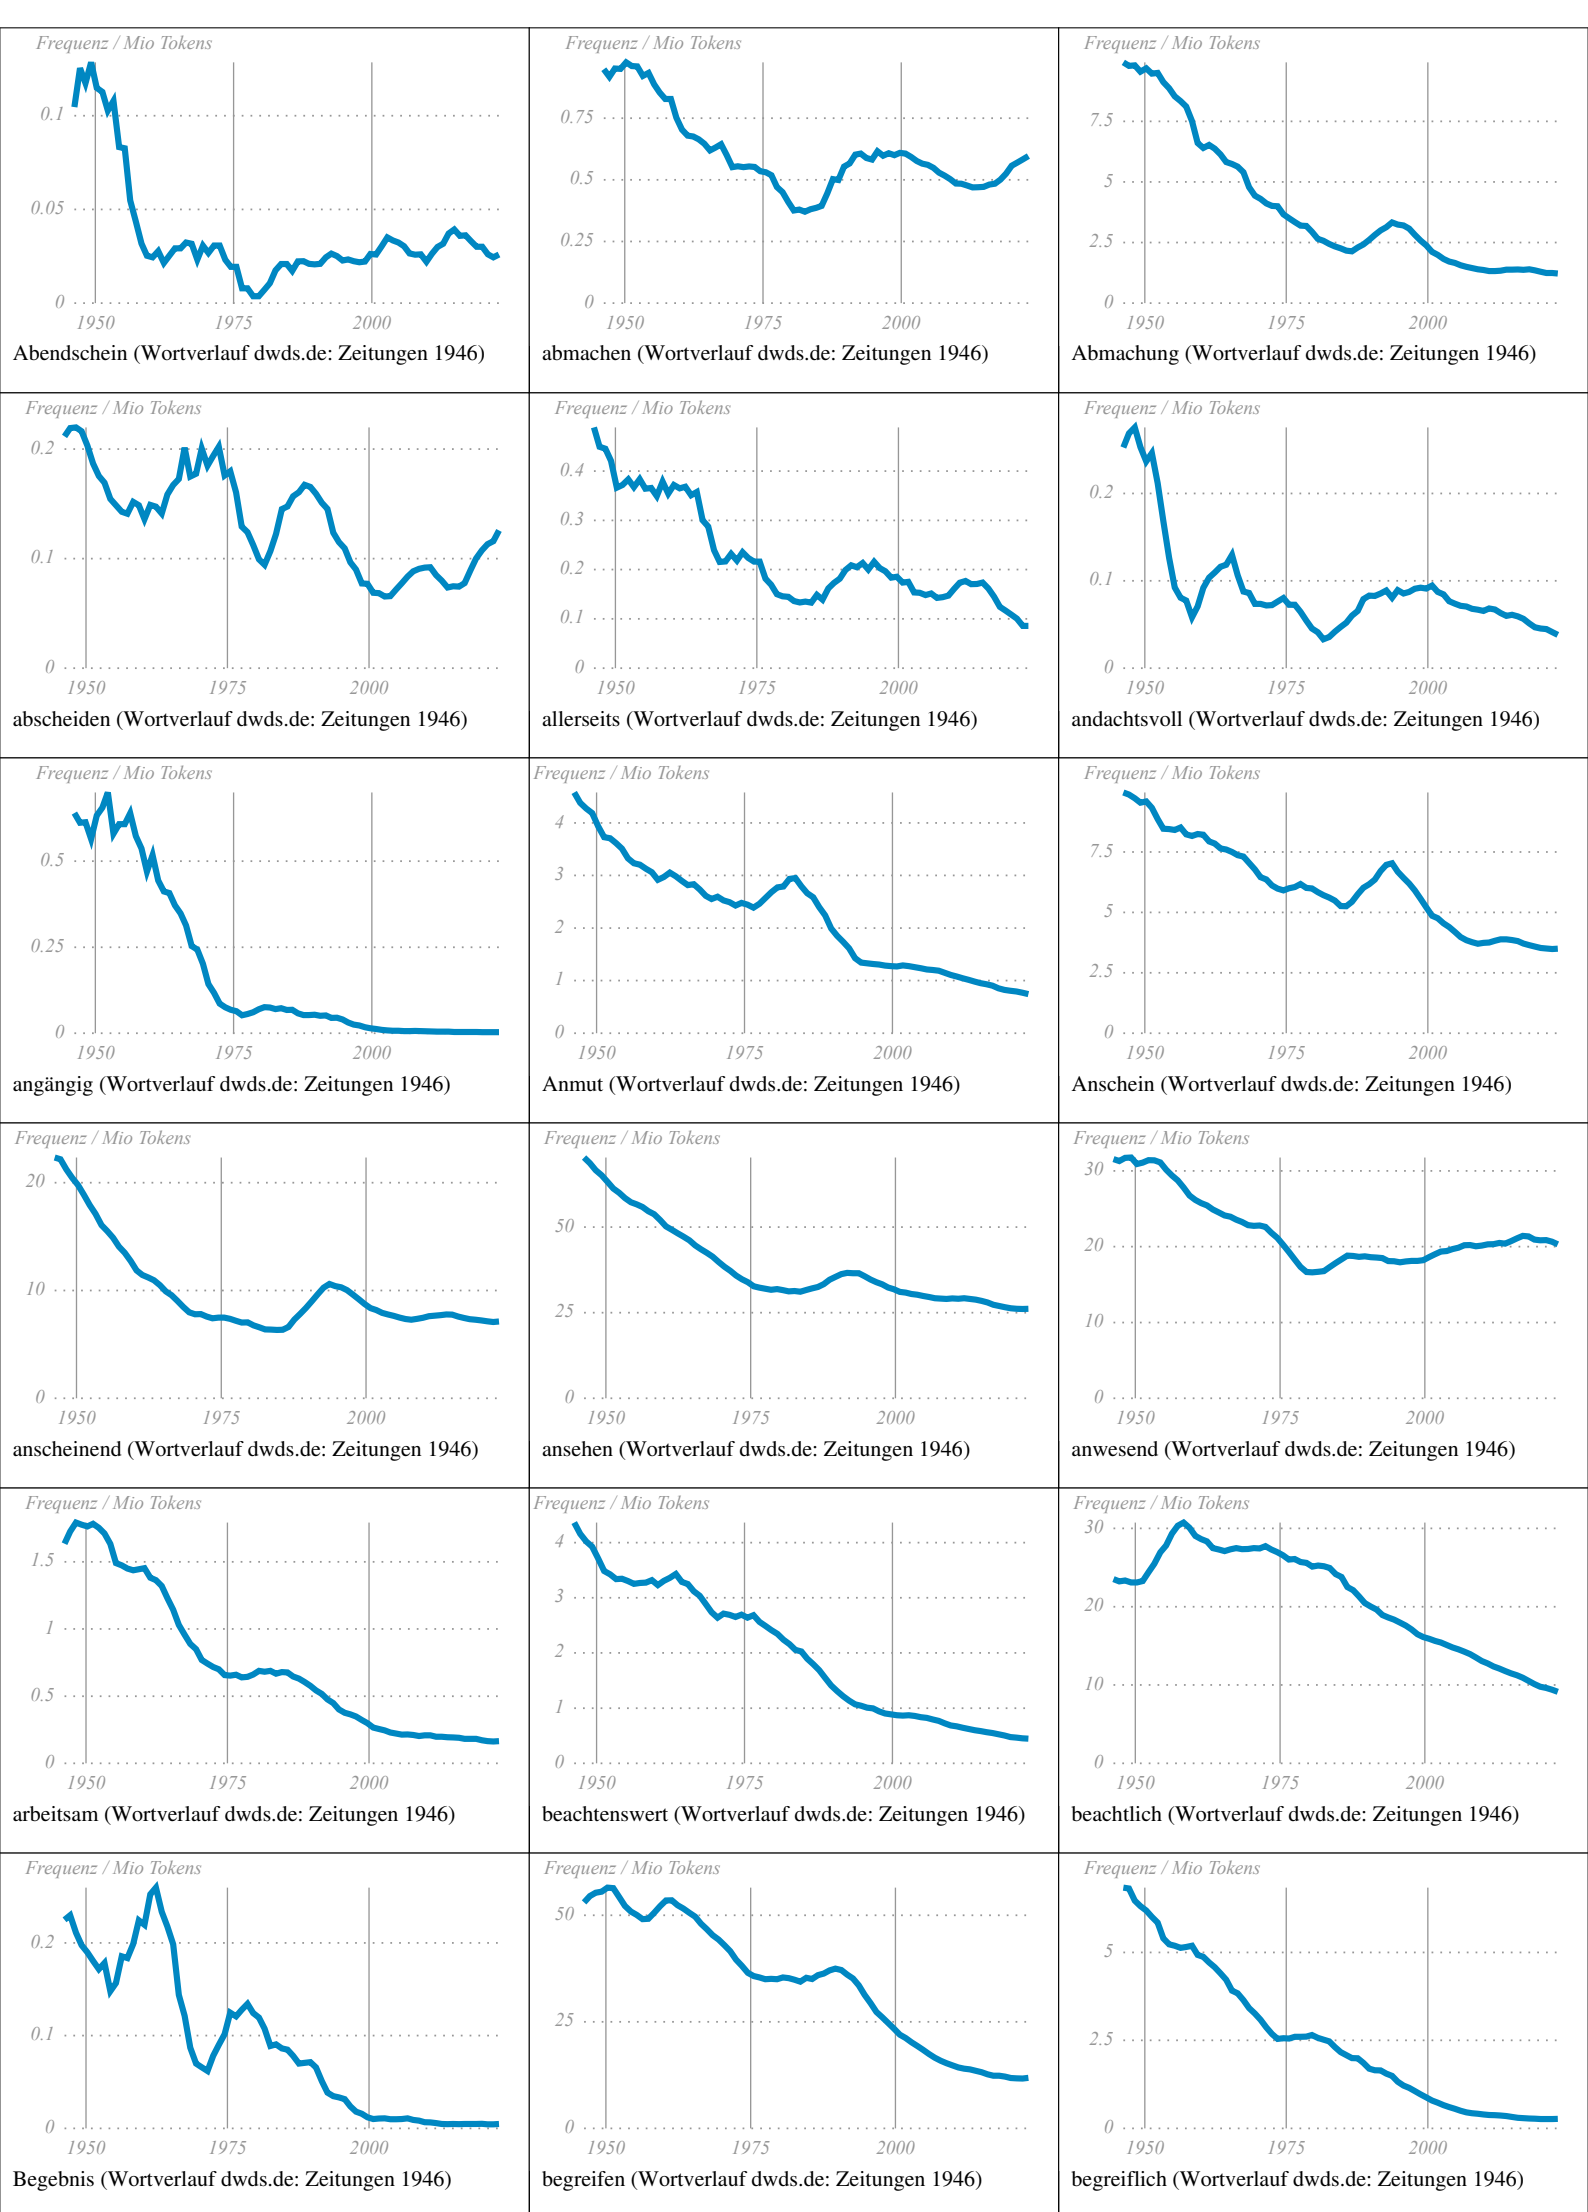 Frequenz / Mio Tokens
0.1
0.05
0
1950 1975 2000
Abendschein (Wortverlauf dwds.de: Zeitungen 1946)
Frequenz / Mio Tokens
0.75
0.5
0.25
0
1950 1975 2000
abmachen (Wortverlauf dwds.de: Zeitungen 1946)
Frequenz / Mio Tokens
7.5
5
2.5
0
1950 1975 2000
Abmachung (Wortverlauf dwds.de: Zeitungen 1946)
Frequenz / Mio Tokens
0.2
0.1
0
1950 1975 2000
abscheiden (Wortverlauf dwds.de: Zeitungen 1946)
Frequenz / Mio Tokens
0.4
0.3
0.2
0.1
0
1950 1975 2000
allerseits (Wortverlauf dwds.de: Zeitungen 1946)
Frequenz / Mio Tokens
0.2
0.1
0
1950 1975 2000
andachtsvoll (Wortverlauf dwds.de: Zeitungen 1946)
Frequenz / Mio Tokens
0.5
0.25
0
1950 1975 2000
angängig (Wortverlauf dwds.de: Zeitungen 1946)
Frequenz / Mio Tokens
4
3
2
1
0
1950 1975 2000
Anmut (Wortverlauf dwds.de: Zeitungen 1946)
Frequenz / Mio Tokens
7.5
5
2.5
0
1950 1975 2000
Anschein (Wortverlauf dwds.de: Zeitungen 1946)
Frequenz / Mio Tokens
20
10
0
1950 1975 2000
anscheinend (Wortverlauf dwds.de: Zeitungen 1946)
Frequenz / Mio Tokens
50
25
0
1950 1975 2000
ansehen (Wortverlauf dwds.de: Zeitungen 1946)
Frequenz / Mio Tokens
30
20
10
0
1950 1975 2000
anwesend (Wortverlauf dwds.de: Zeitungen 1946)
Frequenz / Mio Tokens
1.5
1
0.5
0
1950 1975 2000
arbeitsam (Wortverlauf dwds.de: Zeitungen 1946)
Frequenz / Mio Tokens
4
3
2
1
0
1950 1975 2000
beachtenswert (Wortverlauf dwds.de: Zeitungen 1946)
Frequenz / Mio Tokens
30
20
10
0
1950 1975 2000
beachtlich (Wortverlauf dwds.de: Zeitungen 1946)
Frequenz / Mio Tokens
0.2
0.1
0
1950 1975 2000
Begebnis (Wortverlauf dwds.de: Zeitungen 1946)
Frequenz / Mio Tokens
50
25
0
1950 1975 2000
begreifen (Wortverlauf dwds.de: Zeitungen 1946)
Frequenz / Mio Tokens
5
2.5
0
1950 1975 2000
begreiflich (Wortverlauf dwds.de: Zeitungen 1946)